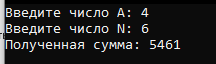 Введите число A: 4
Введите число N: 6
Полученная сумма: 5461